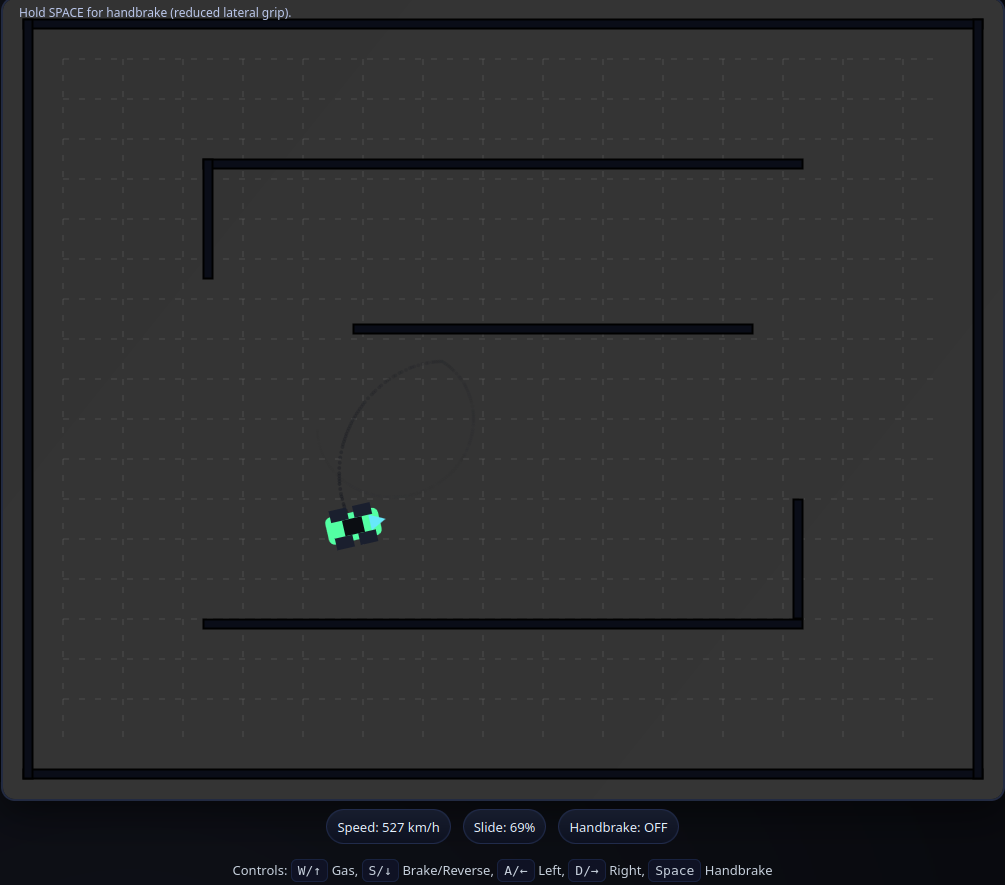 Hold SPACE for handbrake (reduced lateral grip).
Speed: 527 km/h Slide: 69% Handbrake: OFF
Controls: W/↑ Gas, S/↓ Brake/Reverse, A/← Left, D/→ Right, Space Handbrake